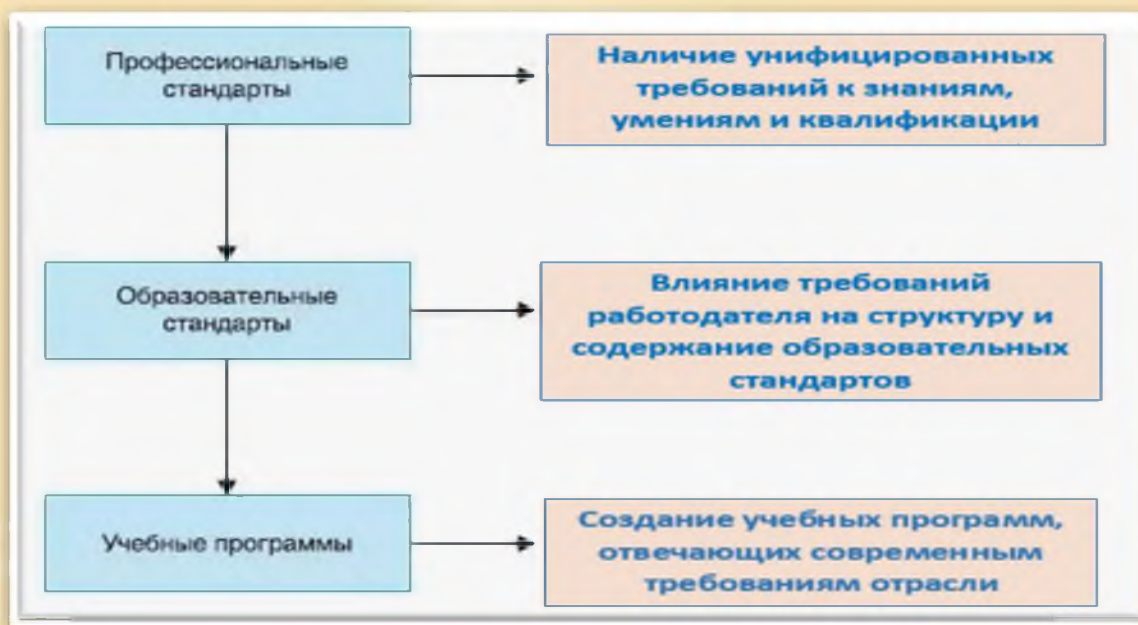 Профессиональные
стандарты
Наличие унифицированных
требований к знаниям,
умениям и квалификации
Образовательные
стандарты
Влияние требований
работодателя на структуру и
содержание образовательных
стандартов
Учебные программы
Создание учебных программ,
отвечающих современным
требованиям отрасли